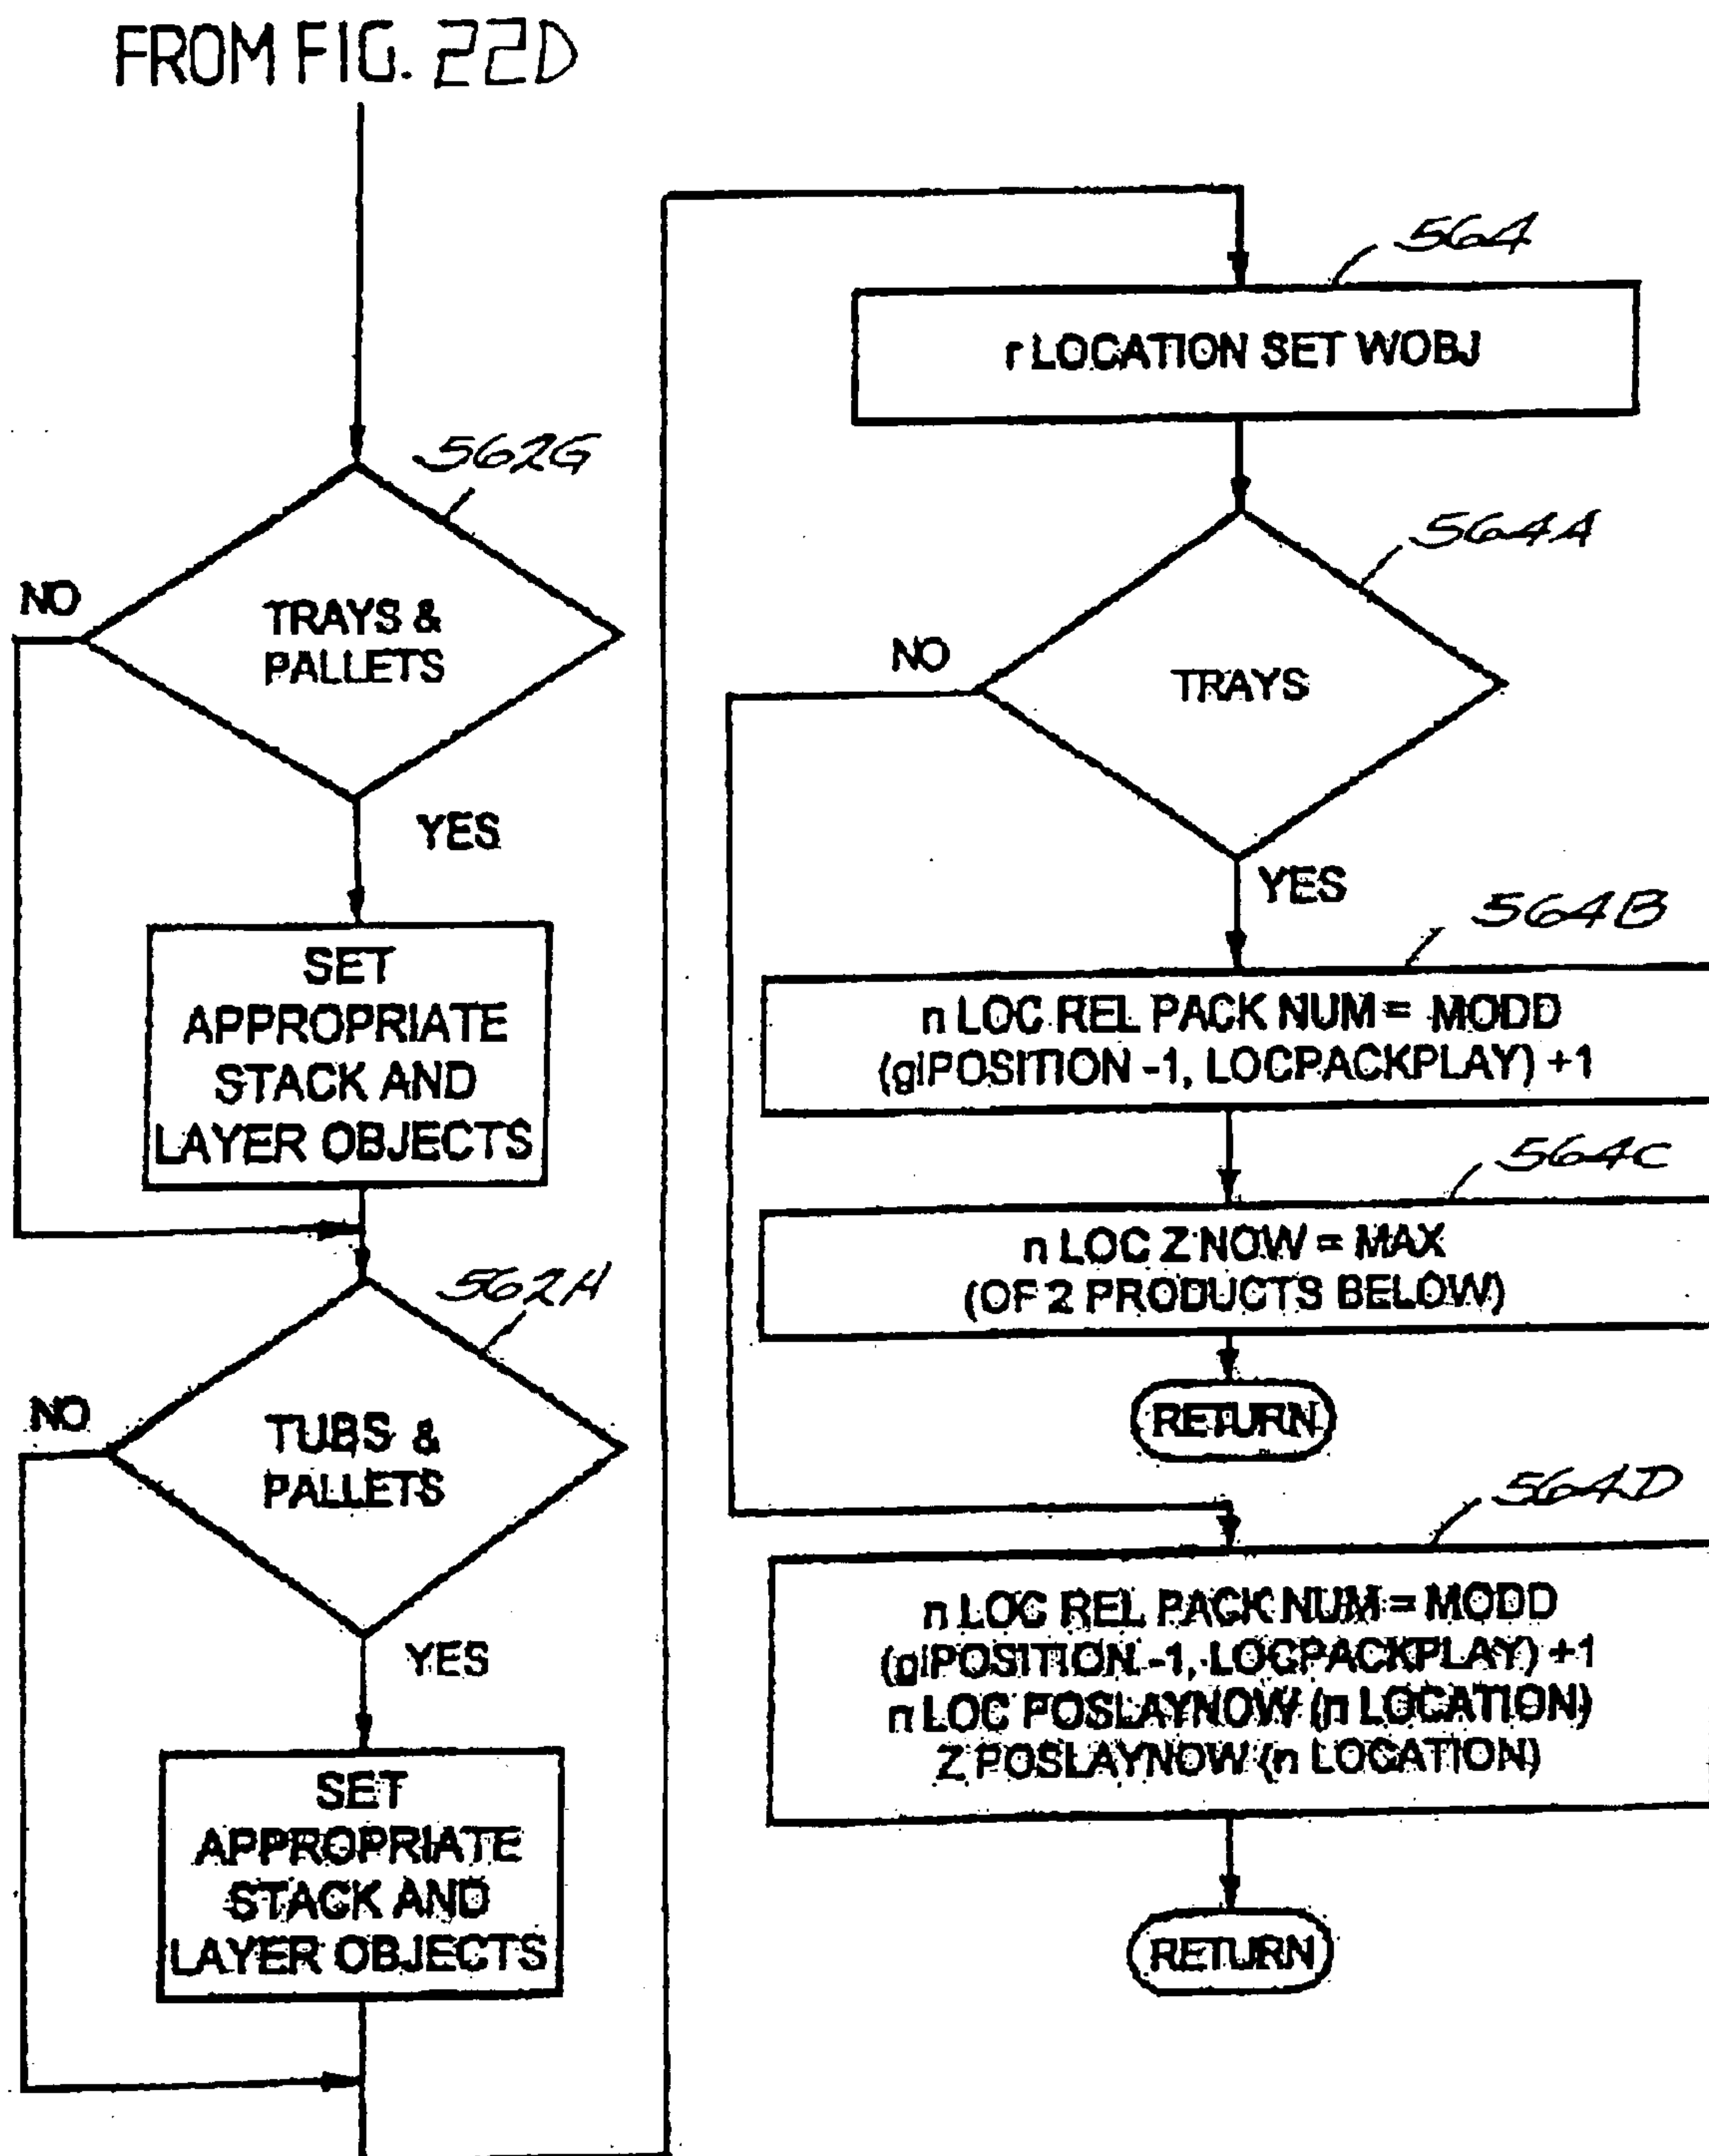 FROM FIG. 22D
562G
NO
TRAYS &
PALLETS
YES
SET
APPROPRIATE
STACK AND
LAYER OBJECTS
562H
NO
TUBS &
PALLETS
YES
SET
APPROPRIATE
STACK AND
LAYER OBJECTS
564
r LOCATION SET WOBJ
564A
NO
TRAYS
YES
564B
n LOC REL PACK NUM = MODD
(giPOSITION -1, LOCPACKPLAY) +1
564C
n LOC Z NOW = MAX
(OF 2 PRODUCTS BELOW)
RETURN
564D
n LOC REL PACK NUM = MODD
(giPOSITION -1, LOCPACKPLAY) +1
n LOC POSLAYNOW (n LOCATION)
Z POSLAYNOW (n LOCATION)
RETURN